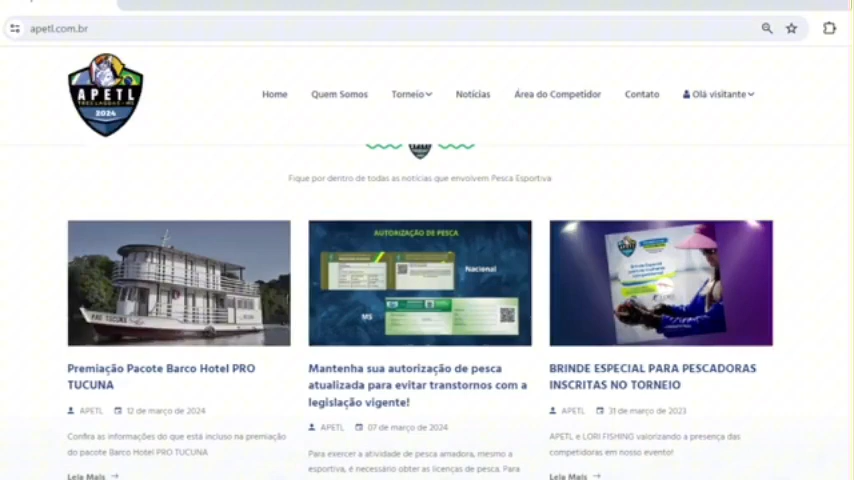 apetl.com.br
APETL
TRÊS LAGOAS - MS
2024
Home
Quem Somos
Torneio
Notícias
Área do Competidor
Contato
Olá visitante
Fique por dentro de todas as notícias que envolvem Pesca Esportiva
PRO TUCUNA
AUTORIZAÇÃO DE PESCA
Nacional
MS
Brinde Especial
Premiação Pacote Barco Hotel PRO
TUCUNA
APETL 12 de março de 2024
Confira as informações do que está incluso na premiação
do pacote Barco Hotel PRO TUCUNA
Leia Mais →
Mantenha sua autorização de pesca
atualizada para evitar transtornos com a
legislação vigente!
APETL 07 de março de 2024
Para exercer a atividade de pesca amadora, mesmo a
esportiva, é necessário obter as licenças de pesca. Para
BRINDE ESPECIAL PARA PESCADORAS
INSCRITAS NO TORNEIO
APETL 31 de março de 2023
APETL e LORI FISHING valorizando a presença das
competidoras em nosso evento!
Leia Mais →